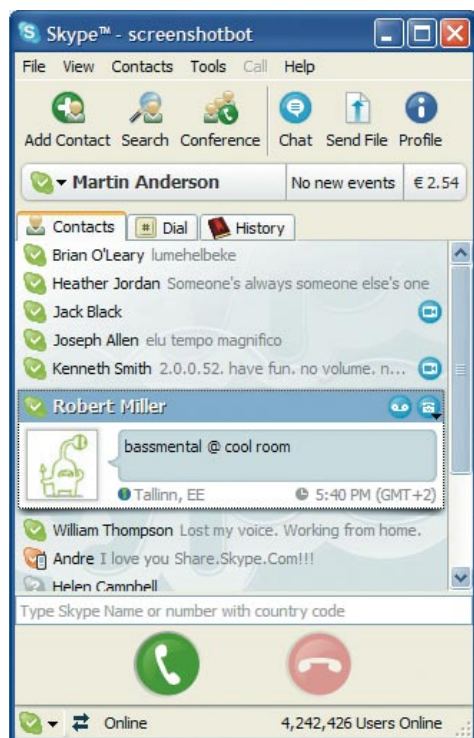 Skype™ - screenshotbot
File View Contacts Tools Call Help
Add Contact Search Conference Chat Send File Profile
Martin Anderson No new events € 2.54
Contacts # Dial History
Brian O'Leary lumehelbeke
Heather Jordan Someone's always someone else's one
Jack Black
Joseph Allen elu tempo magnifico
Kenneth Smith 2.0.0.52. have fun. no volume. n...
Robert Miller
bassmental @ cool room
Tallinn, EE 5:40 PM (GMT+2)
William Thompson Lost my voice. Working from home.
Andre I love you Share.Skype.Com!!!
Helen Campbell
Type Skype Name or number with country code
Online 4,242,426 Users Online